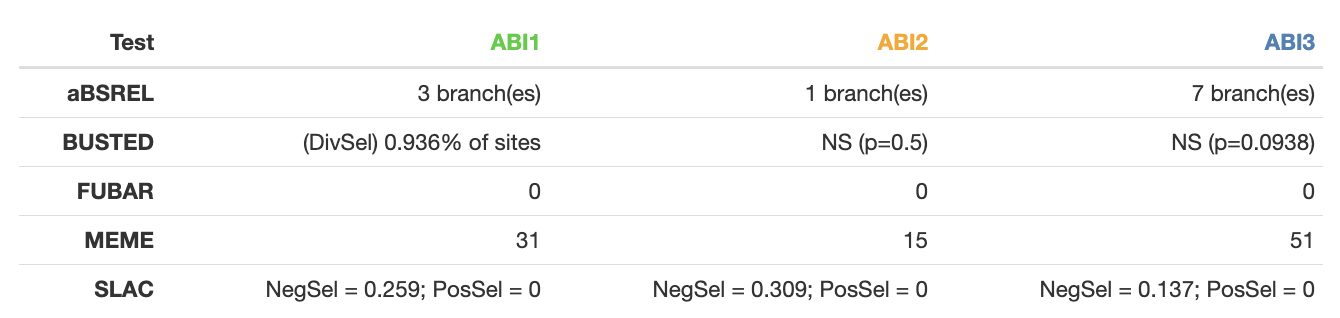 Test ABI1 ABI2 ABI3
aBSREL 3 branch(es) 1 branch(es) 7 branch(es)
BUSTED (DivSel) 0.936% of sites NS (p=0.5) NS (p=0.0938)
FUBAR 0 0 0
MEME 31 15 51
SLAC NegSel = 0.259; PosSel = 0 NegSel = 0.309; PosSel = 0 NegSel = 0.137; PosSel = 0